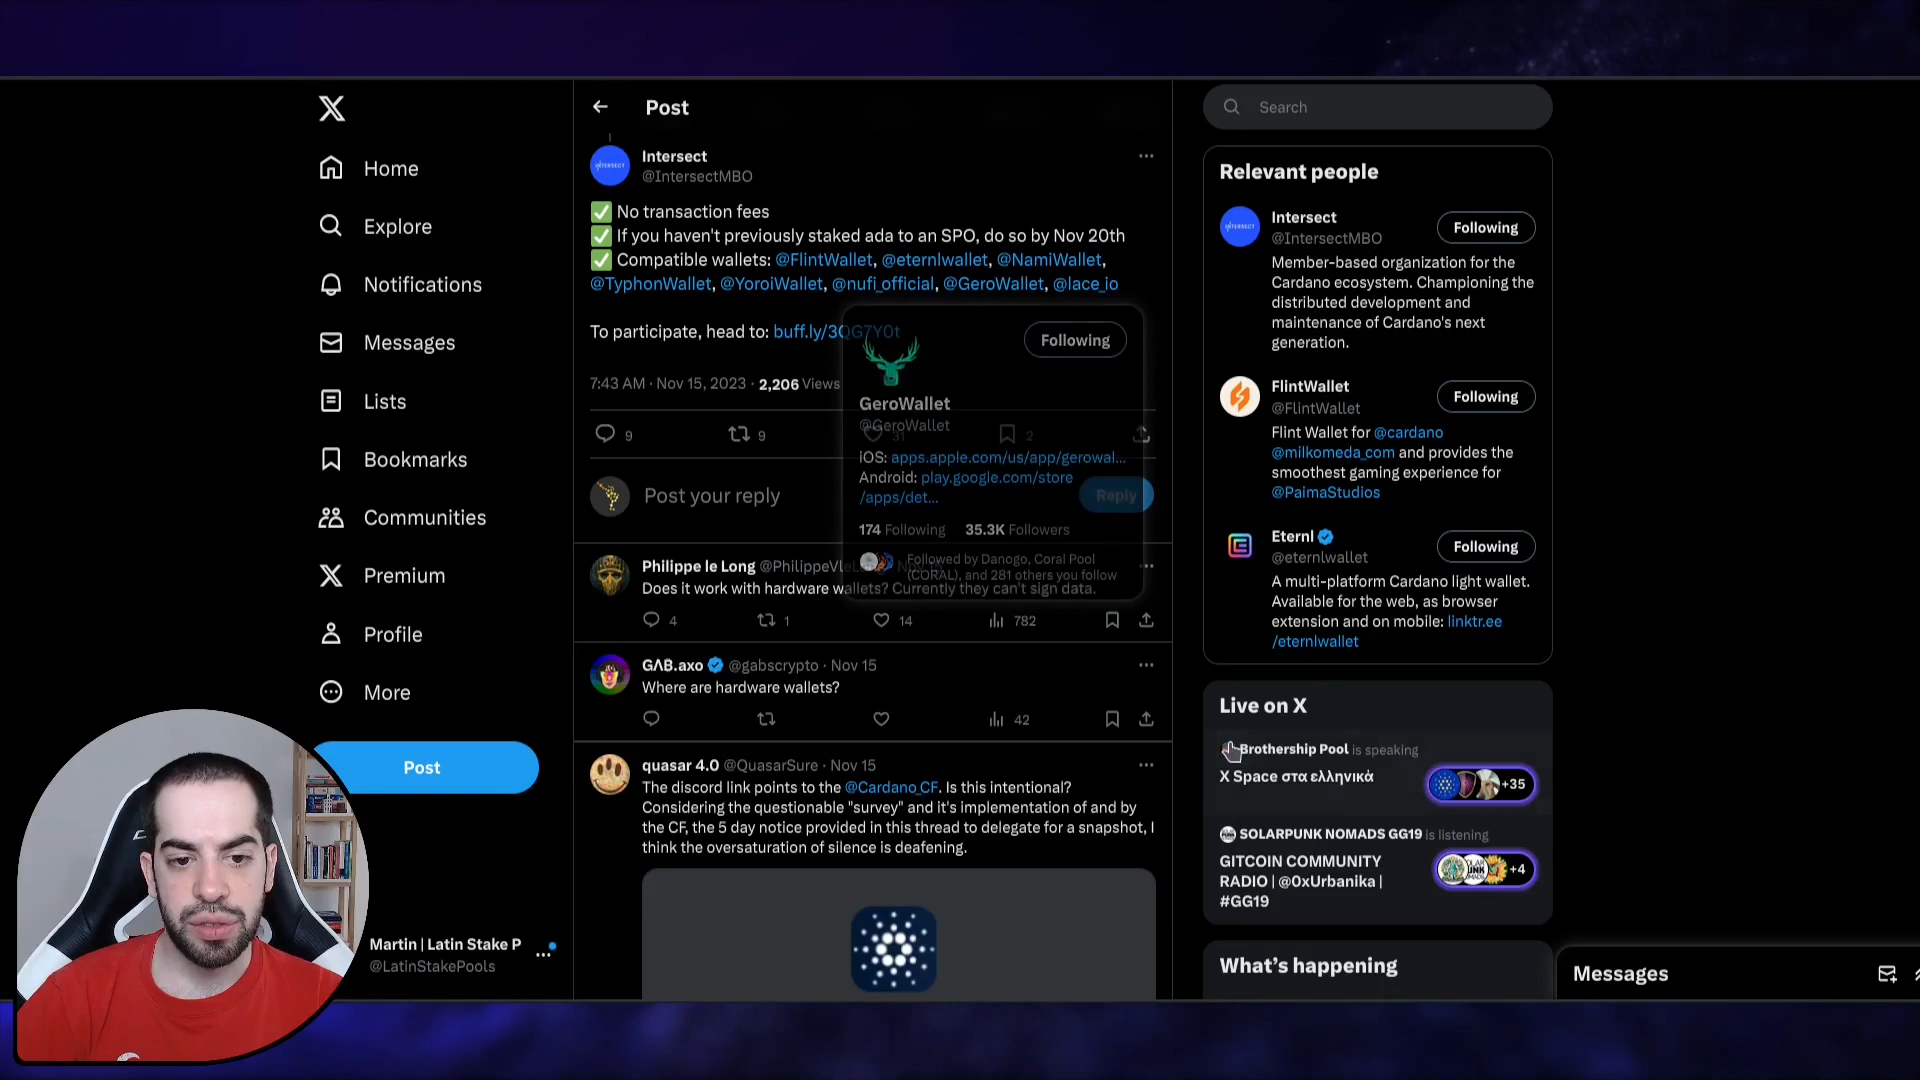 Home
Explore
Notifications
Messages
Lists
Bookmarks
Communities
Premium
Profile
More
Post
Martin | Latin Stake P
@LatinStakePools
Post
Intersect
@IntersectMBO
No transaction fees
If you haven't previously staked ada to an SPO, do so by Nov 20th
Compatible wallets: @FlintWallet, @eternlwallet, @NamiWallet,
@TyphonWallet, @YoroiWallet, @nufi_official, @GeroWallet, @lace_io
To participate, head to: buff.ly/3QG7Y0t
7:43 AM · Nov 15, 2023 · 2,206 Views
9
9
31
2
Following
GeroWallet
@GeroWallet
iOS: apps.apple.com/us/app/gerowal...
Android: play.google.com/store
/apps/det...
174 Following 35.3K Followers
Followed by Danogo, Coral Pool
(CORAL), and 281 others you follow
Post your reply
Reply
Philippe le Long
Does it work with hardware wallets? Currently they can't sign data.
4
1
14
782
GΛB.axo @gabscrypto · Nov 15
Where are hardware wallets?
42
quasar 4.0 @QuasarSure · Nov 15
The discord link points to the @Cardano_CF. Is this intentional?
Considering the questionable "survey" and it's implementation of and by
the CF, the 5 day notice provided in this thread to delegate for a snapshot, I
think the oversaturation of silence is deafening.
Search
Relevant people
Intersect
@IntersectMBO
Following
Member-based organization for the
Cardano ecosystem. Championing the
distributed development and
maintenance of Cardano's next
generation.
FlintWallet
@FlintWallet
Following
Flint Wallet for @cardano
@milkomeda_com and provides the
smoothest gaming experience for
@PaimaStudios
Eternl
@eternlwallet
Following
A multi-platform Cardano light wallet.
Available for the web, as browser
extension and on mobile: linktr.ee
/eternlwallet
Live on X
Brothership Pool is speaking
X Space στα ελληνικά
+35
SOLARPUNK NOMADS GG19 is listening
GITCOIN COMMUNITY
RADIO | @0xUrbanika |
#GG19
+4
What's happening
Messages